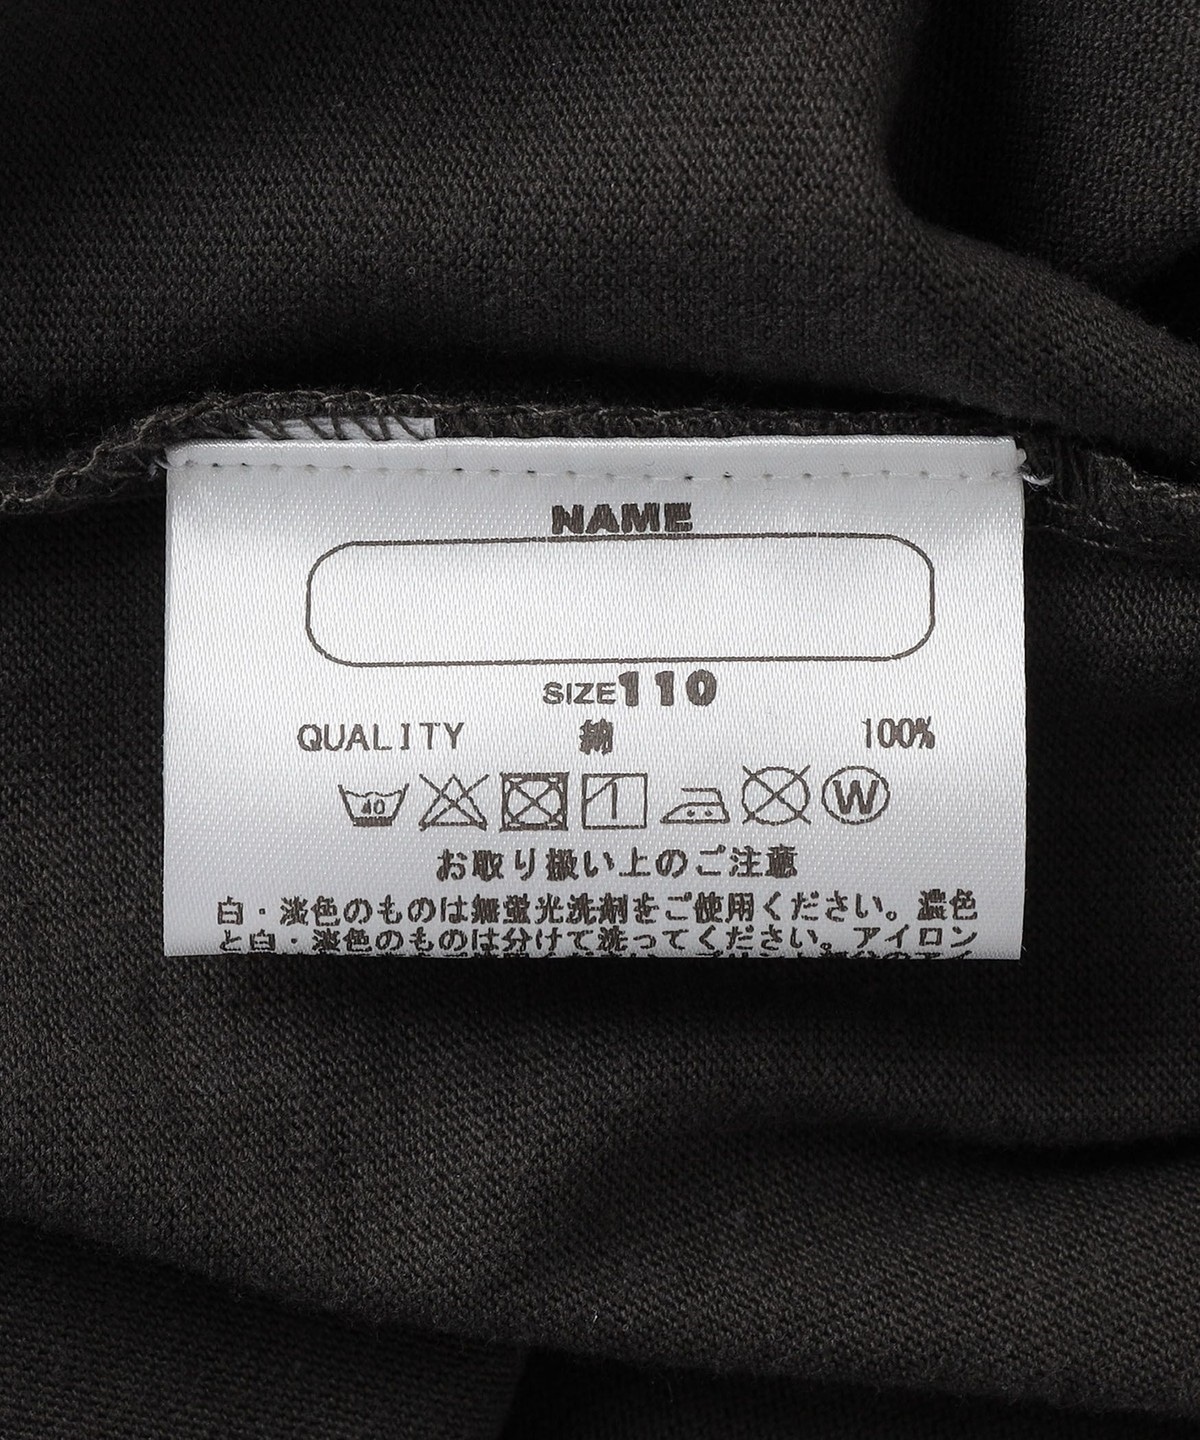 NAME
SIZE 110
QUALITY 綿 100%
40
W
お取り扱い上のご注意
白・淡色のものは無蛍光洗剤をご使用ください。濃色
と白・淡色のものは分けて洗ってください。アイロン